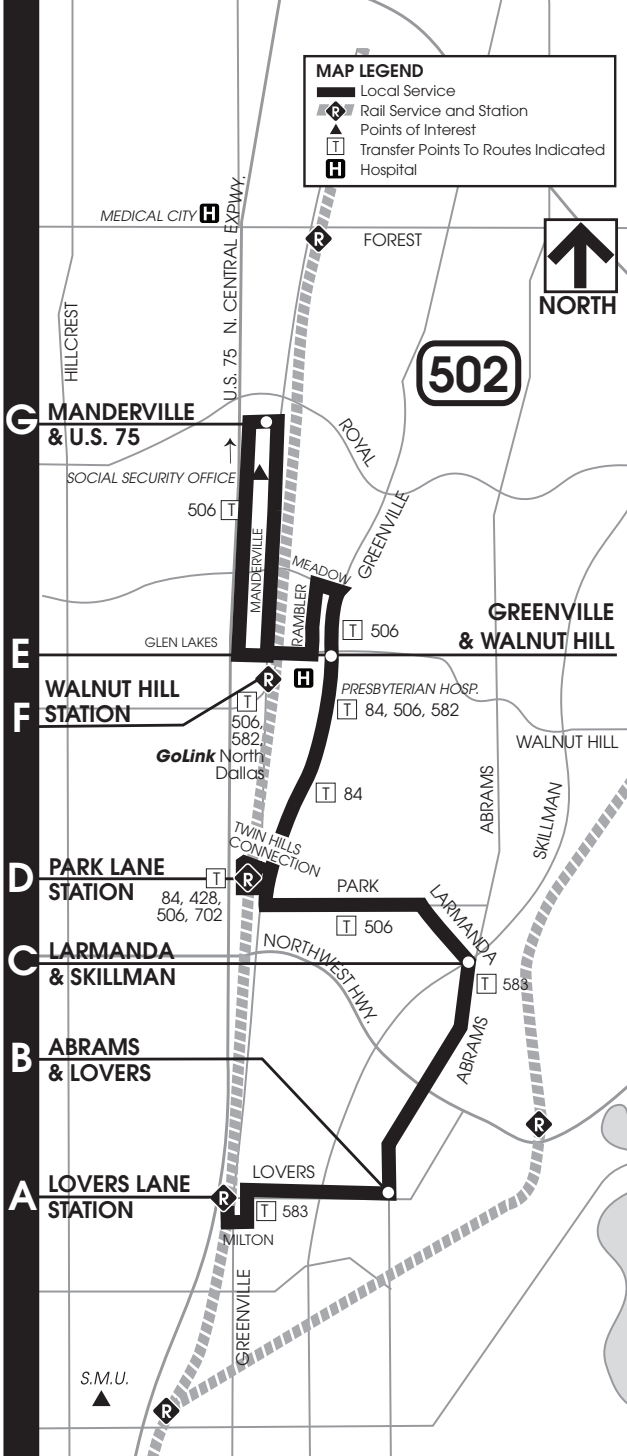 MAP LEGEND
Local Service
R Rail Service and Station
Points of Interest
T Transfer Points To Routes Indicated
H Hospital
MEDICAL CITY H
U.S. 75 N. CENTRAL EXPWY.
R
FOREST
NORTH
HILLCREST
502
G MANDERVILLE
& U.S. 75
ROYAL
SOCIAL SECURITY OFFICE
506 T
MANDERVILLE
GREENVILLE
MEADOW
RAMBLER
T 506
GREENVILLE
& WALNUT HILL
GLEN LAKES
E
F WALNUT HILL
STATION
R
H
PRESBYTERIAN HOSP.
T 84, 506, 582
T
506,
582,
GoLink North
Dallas
WALNUT HILL
T 84
ABRAMS
SKILLMAN
TWIN HILLS
CONNECTION
D PARK LANE
STATION
T
R
84, 428,
506, 702
PARK
LARMANDA
T 506
NORTHWEST HWY.
C LARMANDA
& SKILLMAN
T 583
ABRAMS
B ABRAMS
& LOVERS
R
A LOVERS LANE
STATION
R
LOVERS
T 583
MILTON
GREENVILLE
S.M.U.
R